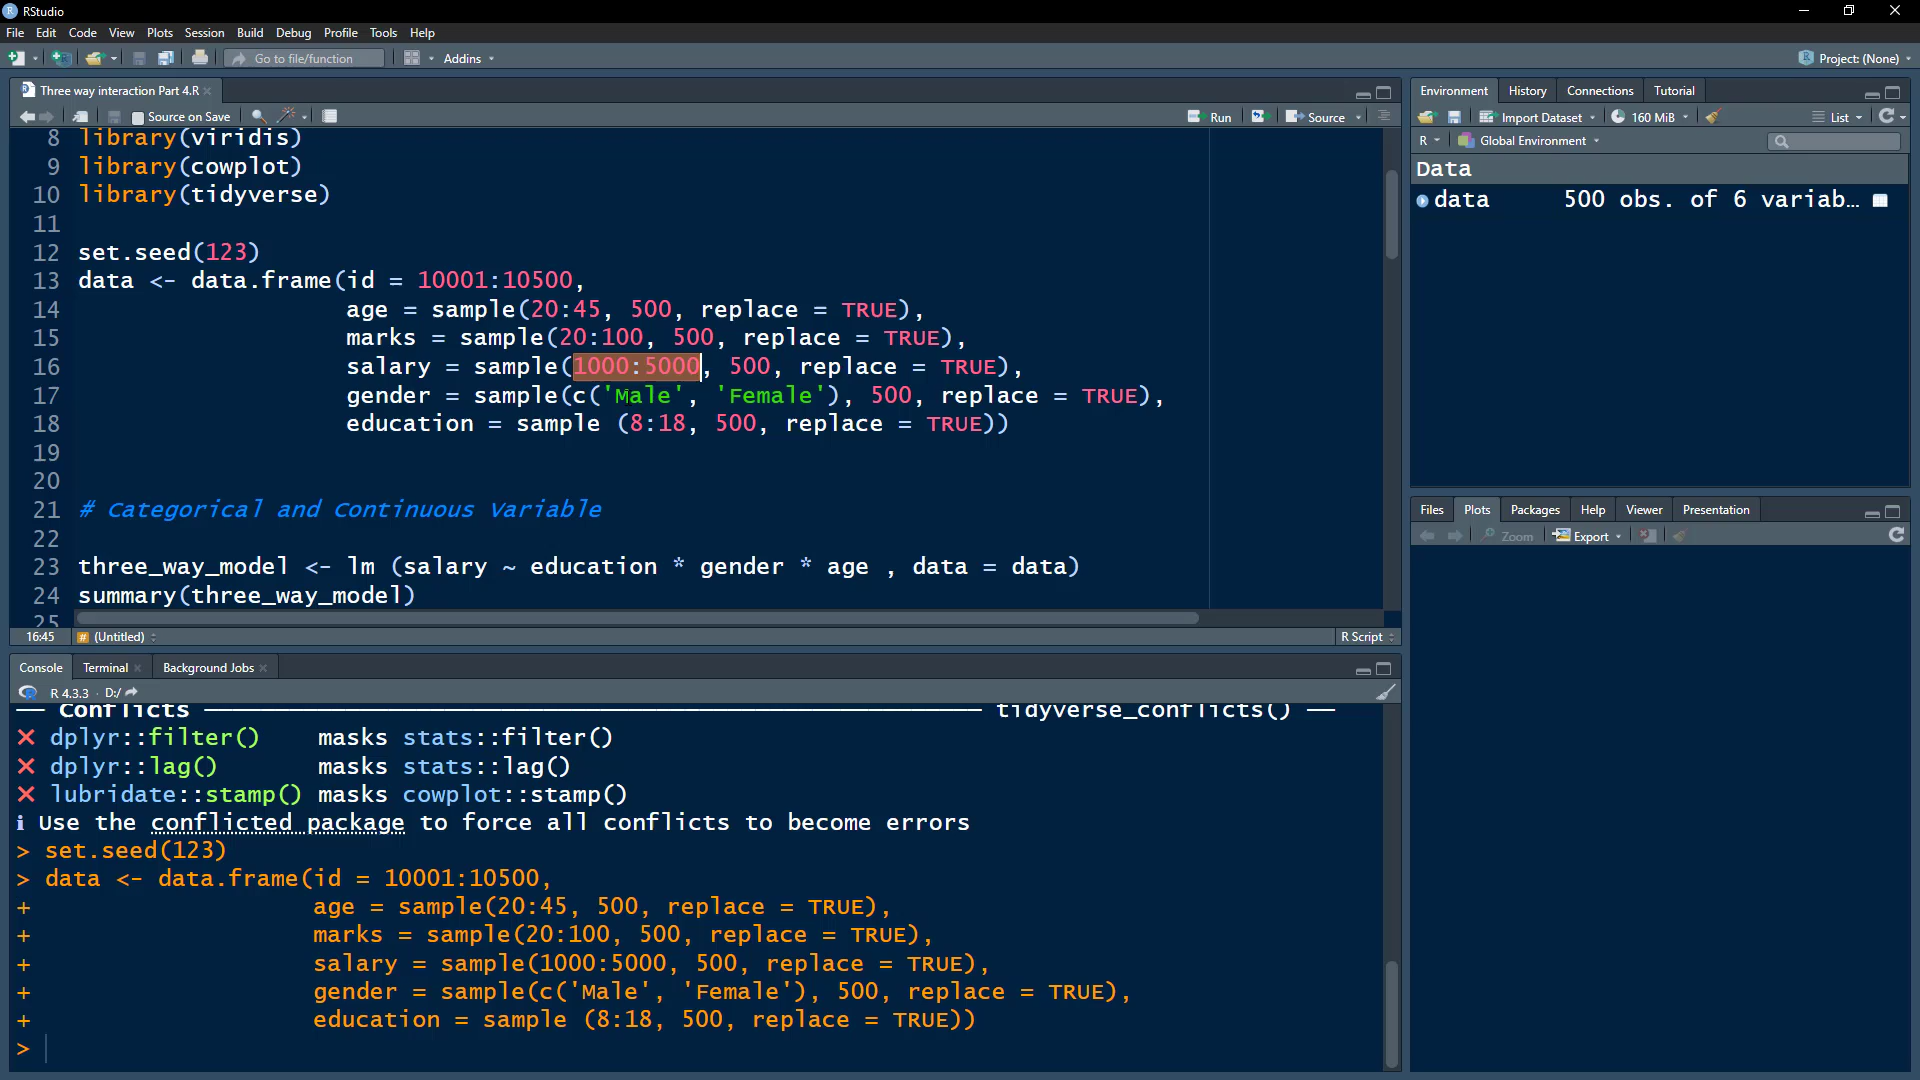 RStudio
File Edit Code View Plots Session Build Debug Profile Tools Help
Go to file/function Addins Project: (None)
Three way interaction Part 4.R
Source on Save Run Source
8 library(viridis)
9 library(cowplot)
10 library(tidyverse)
11
12 set.seed(123)
13 data <- data.frame(id = 10001:10500,
14 age = sample(20:45, 500, replace = TRUE),
15 marks = sample(20:100, 500, replace = TRUE),
16 salary = sample(1000:5000, 500, replace = TRUE),
17 gender = sample(c('Male', 'Female'), 500, replace = TRUE),
18 education = sample (8:18, 500, replace = TRUE))
19
20
21 # Categorical and Continuous Variable
22
23 three_way_model <- lm (salary ~ education * gender * age , data = data)
24 summary(three_way_model)
25
16:45 # (Untitled) R Script
Console Terminal Background Jobs
R 4.3.3 · D:/
── Conflicts ── tidyverse_conflicts() ──
✖ dplyr::filter() masks stats::filter()
✖ dplyr::lag() masks stats::lag()
✖ lubridate::stamp() masks cowplot::stamp()
ℹ Use the conflicted package to force all conflicts to become errors
> set.seed(123)
> data <- data.frame(id = 10001:10500,
+ age = sample(20:45, 500, replace = TRUE),
+ marks = sample(20:100, 500, replace = TRUE),
+ salary = sample(1000:5000, 500, replace = TRUE),
+ gender = sample(c('Male', 'Female'), 500, replace = TRUE),
+ education = sample (8:18, 500, replace = TRUE))
>
Environment History Connections Tutorial
Import Dataset 160 MiB List
R Global Environment
Data
data 500 obs. of 6 variab…
Files Plots Packages Help Viewer Presentation
Zoom Export